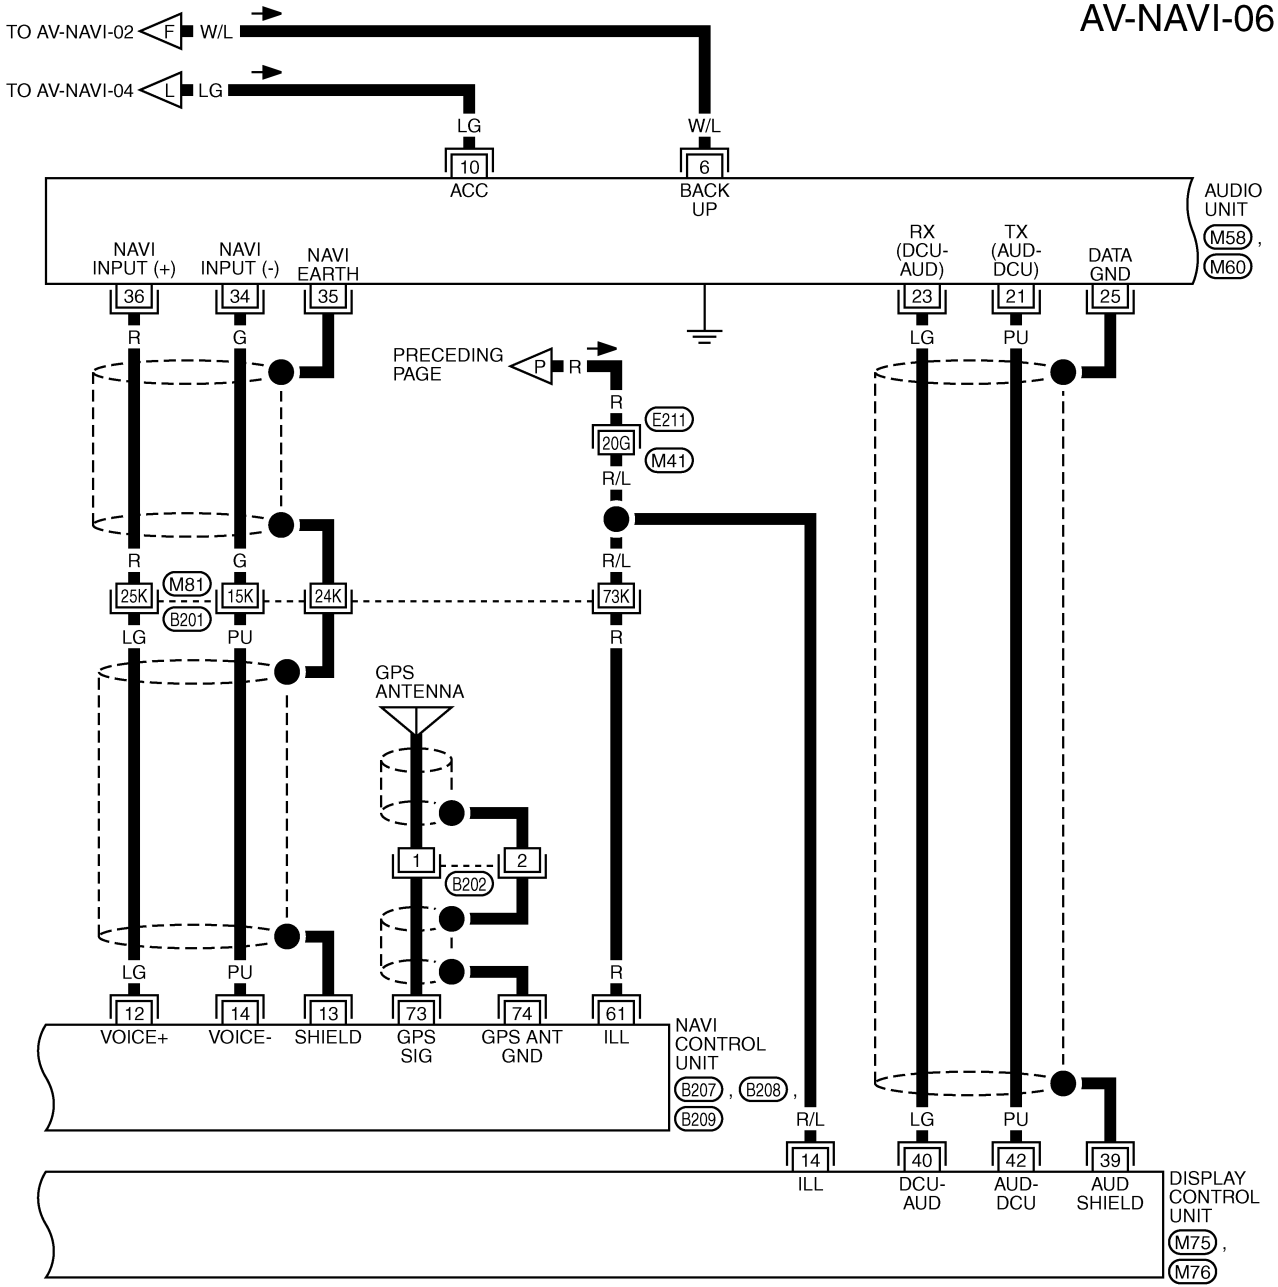 AV-NAVI-06
TO AV-NAVI-02 F W/L
TO AV-NAVI-04 L LG
LG W/L
10 6
ACC BACK
UP
AUDIO
UNIT
M58 ,
M60
NAVI
INPUT (+)
NAVI
INPUT (-)
NAVI
EARTH
RX
(DCU-
AUD)
TX
(AUD-
DCU)
DATA
GND
36 34 35 23 21 25
R G LG PU
PRECEDING
PAGE
P R
R
E211
20G
M41
R/L
R G R/L
M81
25K 15K 24K 73K
B201
LG PU R
GPS
ANTENNA
1 2
B202
LG PU R
12 14 13 73 74 61
VOICE+ VOICE- SHIELD GPS
SIG
GPS ANT
GND
ILL
NAVI
CONTROL
UNIT
B207 , B208 ,
B209
R/L LG PU
14 40 42 39
ILL DCU-
AUD
AUD-
DCU
AUD
SHIELD
DISPLAY
CONTROL
UNIT
M75 ,
M76